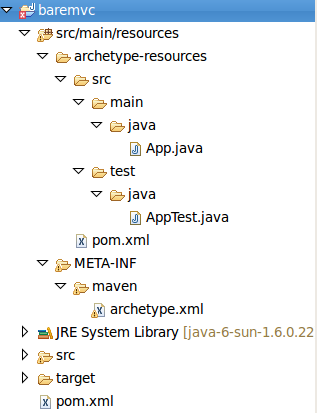 baremvc
src/main/resources
archetype-resources
src
main
java
App.java
test
java
AppTest.java
pom.xml
META-INF
maven
archetype.xml
JRE System Library [java-6-sun-1.6.0.22
src
target
pom.xml